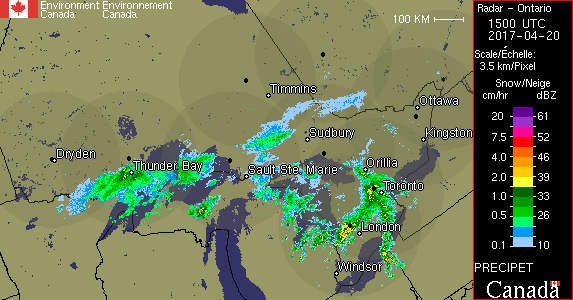 Environment Environnement
Canada Canada
100 KM
Timmins
Ottawa
Sudbury
Kingston
Dryden
Thunder Bay
Sault Ste. Marie
Orillia
Toronto
London
Windsor
Radar - Ontario
1500 UTC
2017-04-20
Scale/Échelle:
3.5 km/Pixel
Snow/Neige
cm/hr dBZ
20 61
7.5 52
4.0 46
2.0 39
1.0 33
0.5 26
0.1 10
PRECIPET
Canada